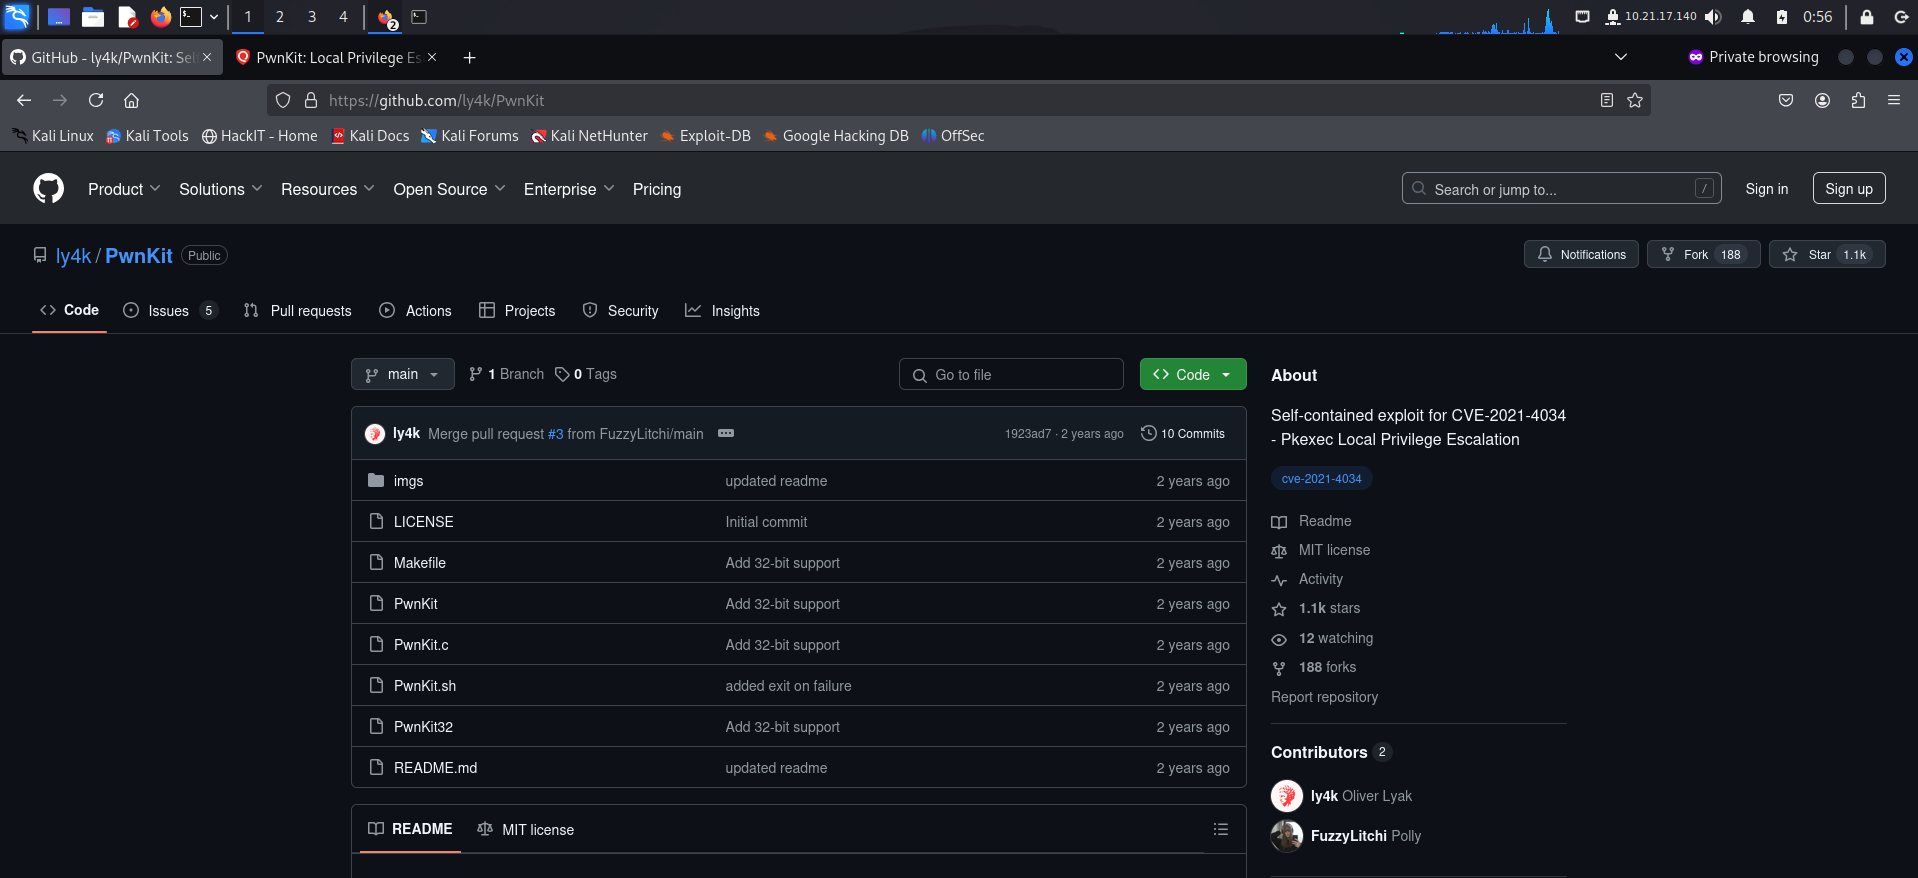 1 2 3 4 2 10.21.17.140 0:56
GitHub - ly4k/PwnKit: Sel PwnKit: Local Privilege Es Private browsing
https://github.com/ly4k/PwnKit
Kali Linux Kali Tools HackIT - Home Kali Docs Kali Forums Kali NetHunter Exploit-DB Google Hacking DB OffSec
Product Solutions Resources Open Source Enterprise Pricing Search or jump to... / Sign in Sign up
ly4k / PwnKit Public Notifications Fork 188 Star 1.1k
Code Issues 5 Pull requests Actions Projects Security Insights
main 1 Branch 0 Tags Go to file Code
ly4k Merge pull request #3 from FuzzyLitchi/main 1923ad7 · 2 years ago 10 Commits
imgs updated readme 2 years ago
LICENSE Initial commit 2 years ago
Makefile Add 32-bit support 2 years ago
PwnKit Add 32-bit support 2 years ago
PwnKit.c Add 32-bit support 2 years ago
PwnKit.sh added exit on failure 2 years ago
PwnKit32 Add 32-bit support 2 years ago
README.md updated readme 2 years ago
README MIT license
About
Self-contained exploit for CVE-2021-4034
- Pkexec Local Privilege Escalation
cve-2021-4034
Readme
MIT license
Activity
1.1k stars
12 watching
188 forks
Report repository
Contributors 2
ly4k Oliver Lyak
FuzzyLitchi Polly